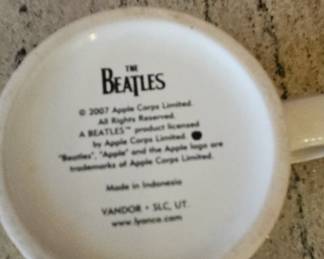 THE
BEATLES
© 2007 Apple Corps Limited.
All Rights Reserved.
A BEATLES™ product licensed
by Apple Corps Limited.
"Beatles", "Apple" and the Apple logo are
trademarks of Apple Corps Limited.
Made in Indonesia
VANDOR • SLC, UT.
www.lyonco.com